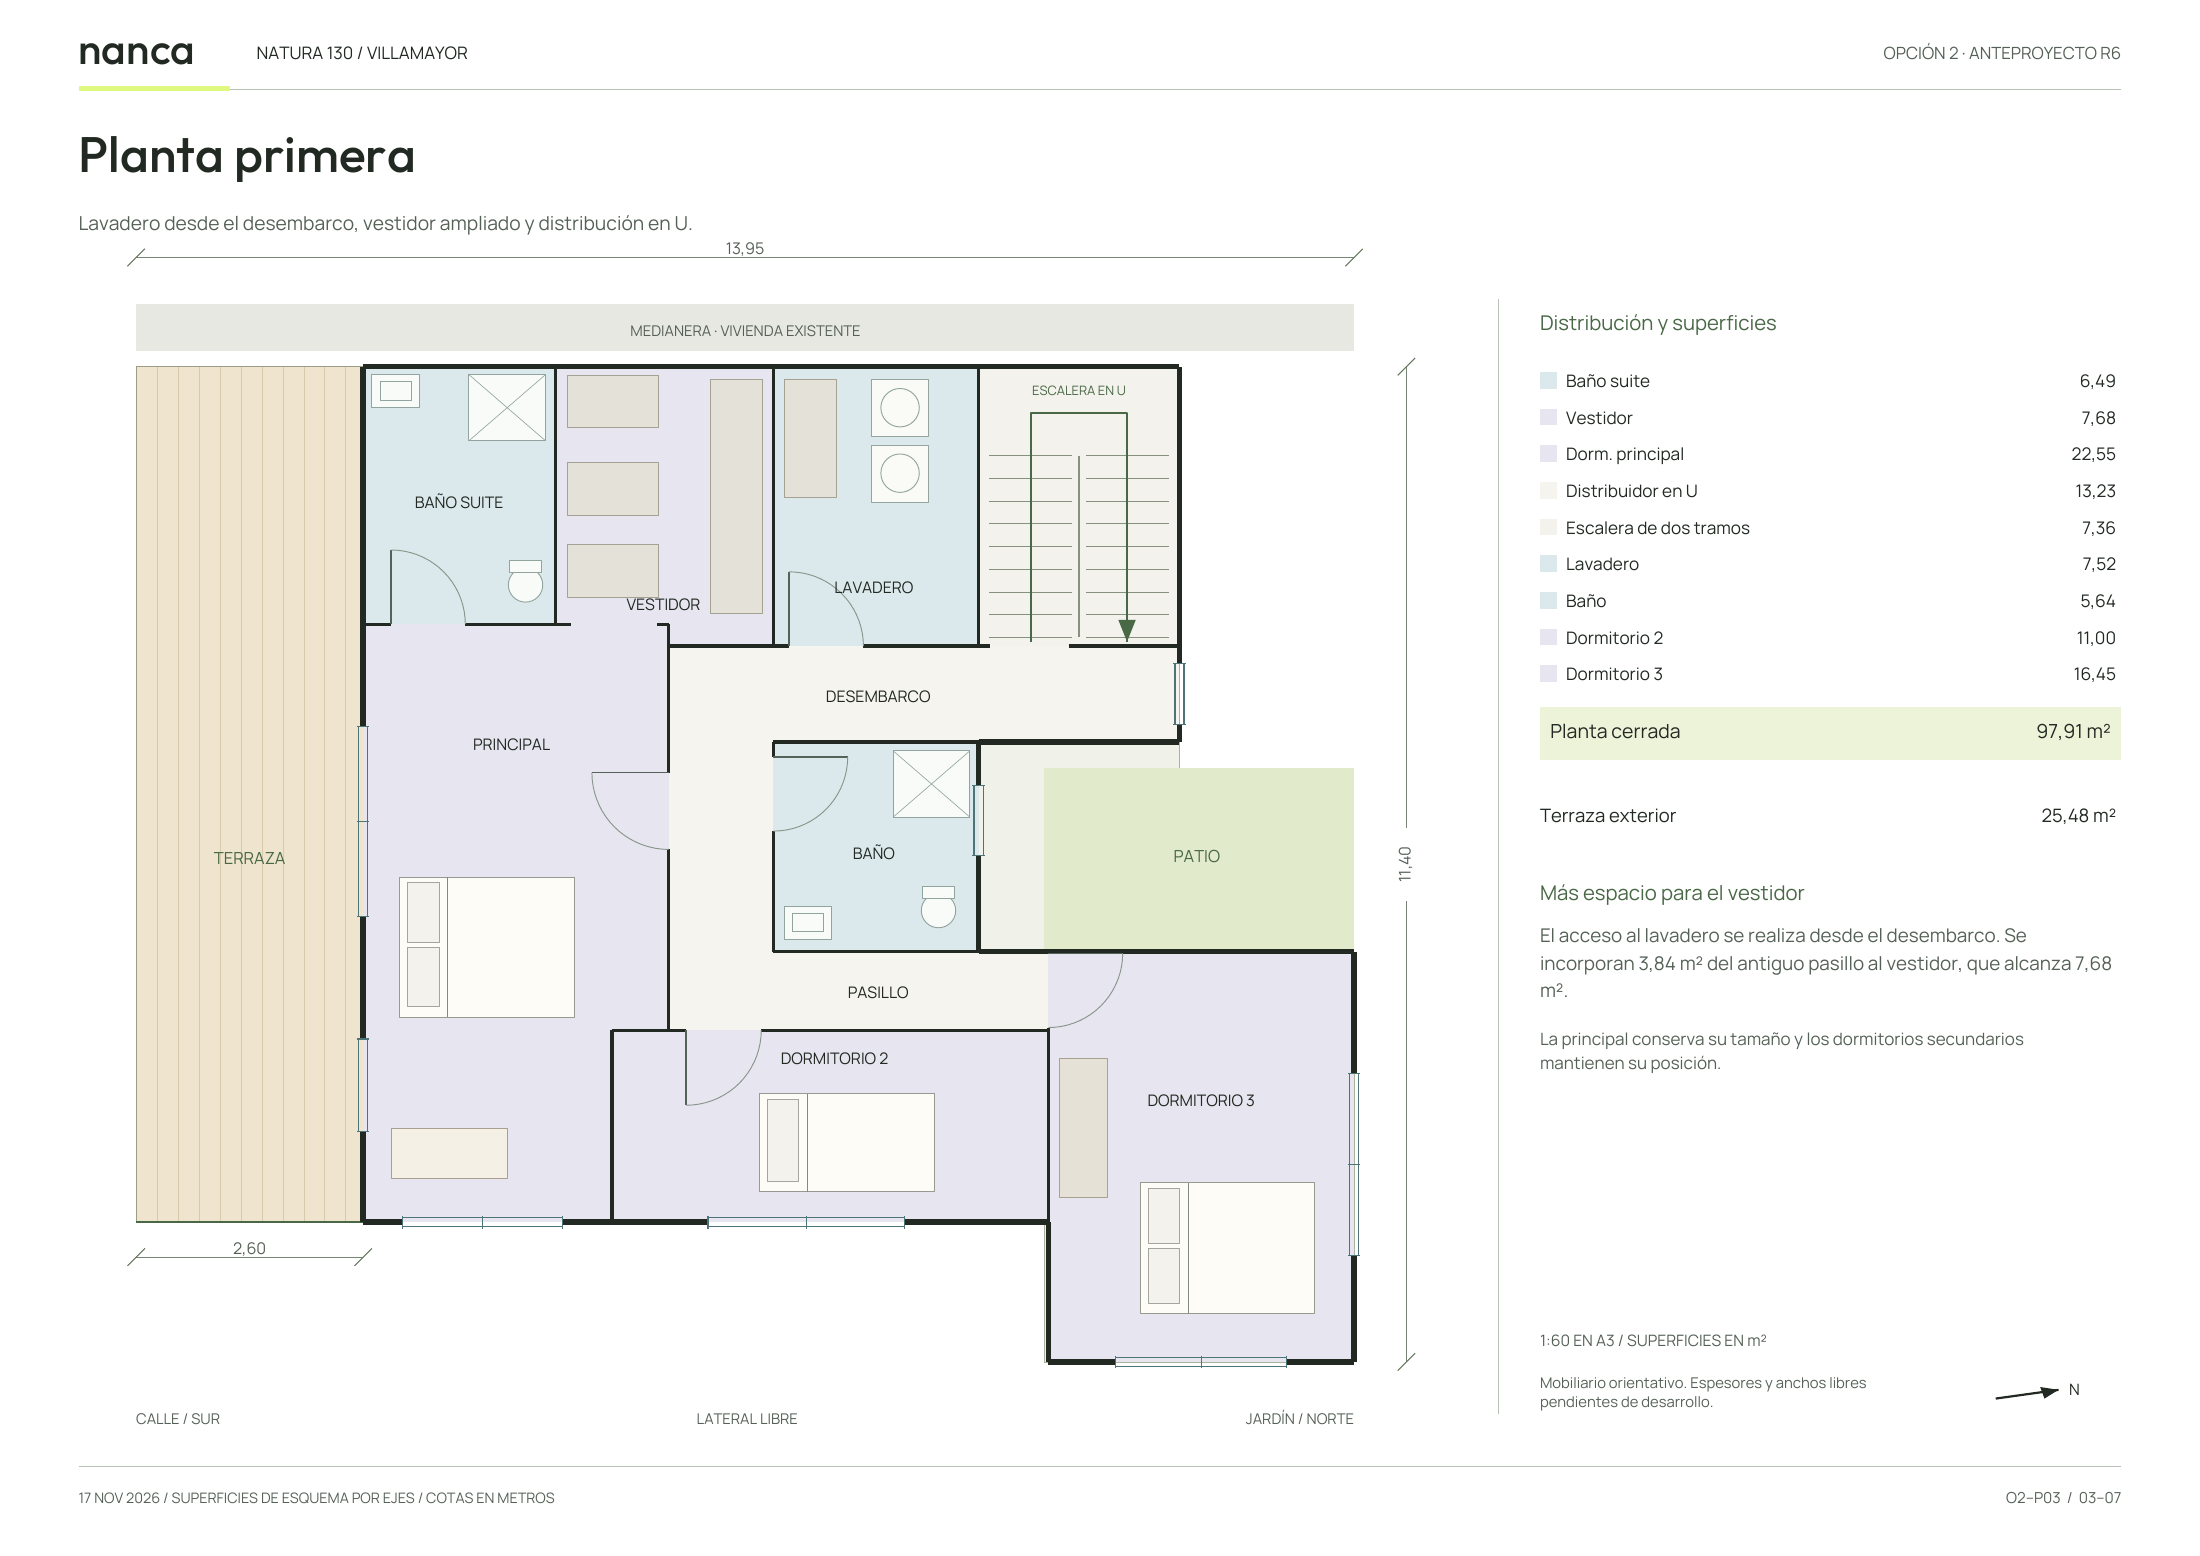 nanca
NATURA 130 / VILLAMAYOR
OPCIÓN 2 · ANTEPROYECTO R6
Planta primera
Lavadero desde el desembarco, vestidor ampliado y distribución en U.
13,95
MEDIANERA · VIVIENDA EXISTENTE
ESCALERA EN U
BAÑO SUITE
LAVADERO
VESTIDOR
DESEMBARCO
PRINCIPAL
TERRAZA
BAÑO
PATIO
11,40
PASILLO
DORMITORIO 2
DORMITORIO 3
2,60
CALLE / SUR
LATERAL LIBRE
JARDÍN / NORTE
Distribución y superficies
Baño suite 6,49
Vestidor 7,68
Dorm. principal 22,55
Distribuidor en U 13,23
Escalera de dos tramos 7,36
Lavadero 7,52
Baño 5,64
Dormitorio 2 11,00
Dormitorio 3 16,45
Planta cerrada 97,91 m²
Terraza exterior 25,48 m²
Más espacio para el vestidor
El acceso al lavadero se realiza desde el desembarco. Se
incorporan 3,84 m² del antiguo pasillo al vestidor, que alcanza 7,68
m².
La principal conserva su tamaño y los dormitorios secundarios
mantienen su posición.
1:60 EN A3 / SUPERFICIES EN m²
Mobiliario orientativo. Espesores y anchos libres
pendientes de desarrollo.
N
17 NOV 2026 / SUPERFICIES DE ESQUEMA POR EJES / COTAS EN METROS
O2–P03 / 03–07